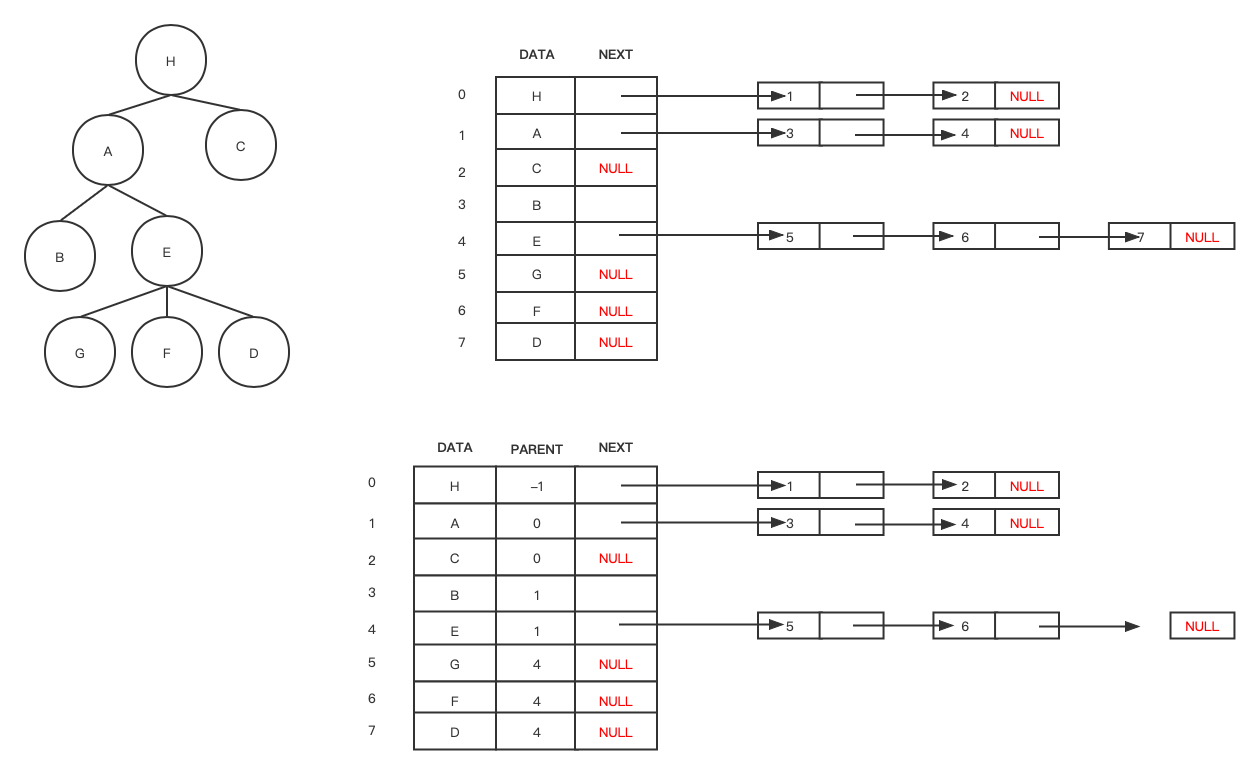 H
A C
B E
G F D
DATA NEXT
0 H 1 2 NULL
1 A 3 4 NULL
2 C NULL
3 B
4 E 5 6 7 NULL
5 G NULL
6 F NULL
7 D NULL
DATA PARENT NEXT
0 H –1 1 2 NULL
1 A 0 3 4 NULL
2 C 0 NULL
3 B 1
4 E 1 5 6 NULL
5 G 4 NULL
6 F 4 NULL
7 D 4 NULL